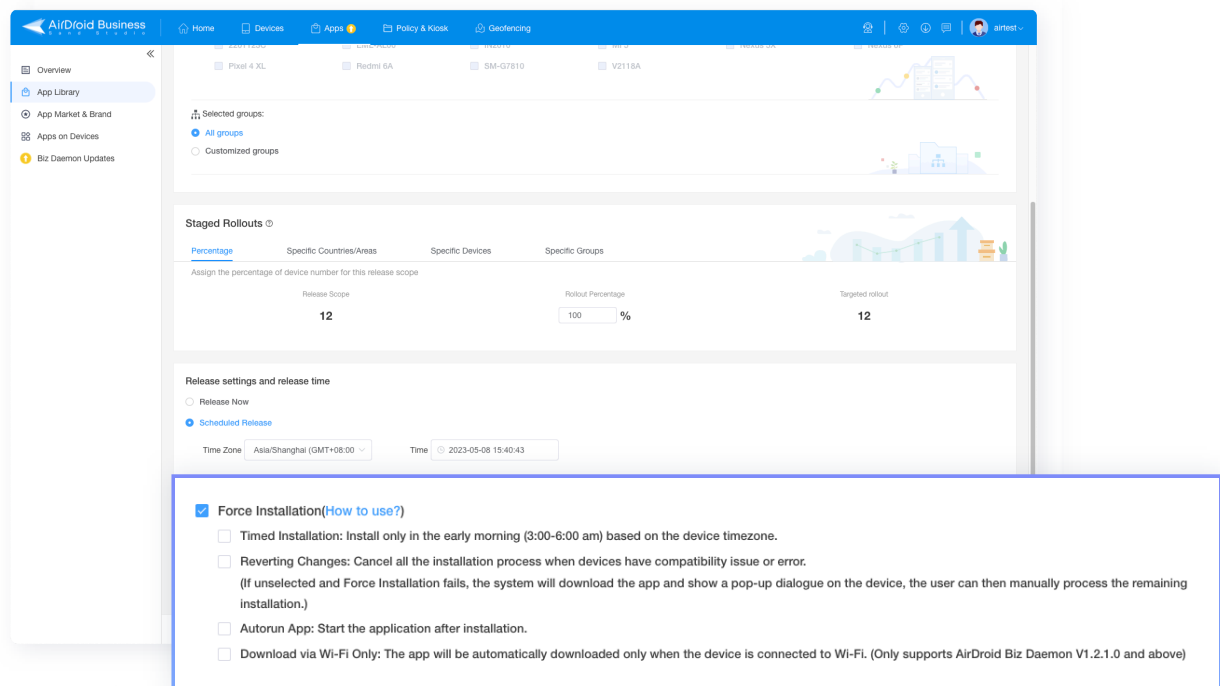 AirDroid Business
Sand Studio
Home
Devices
Apps
Policy & Kiosk
Geofencing
airtest
Overview
App Library
App Market & Brand
Apps on Devices
Biz Daemon Updates
Pixel 4 XL
Redmi 6A
SM-G7810
V2118A
Selected groups:
All groups
Customized groups
Staged Rollouts
Percentage
Specific Countries/Areas
Specific Devices
Specific Groups
Assign the percentage of device number for this release scope
Release Scope
Rollout Percentage
Targeted rollout
12
100 %
12
Release settings and release time
Release Now
Scheduled Release
Time Zone Asia/Shanghai (GMT+08:00 Time 2023-05-08 15:40:43
Force Installation(How to use?)
Timed Installation: Install only in the early morning (3:00-6:00 am) based on the device timezone.
Reverting Changes: Cancel all the installation process when devices have compatibility issue or error.
(If unselected and Force Installation fails, the system will download the app and show a pop-up dialogue on the device, the user can then manually process the remaining
installation.)
Autorun App: Start the application after installation.
Download via Wi-Fi Only: The app will be automatically downloaded only when the device is connected to Wi-Fi. (Only supports AirDroid Biz Daemon V1.2.1.0 and above)